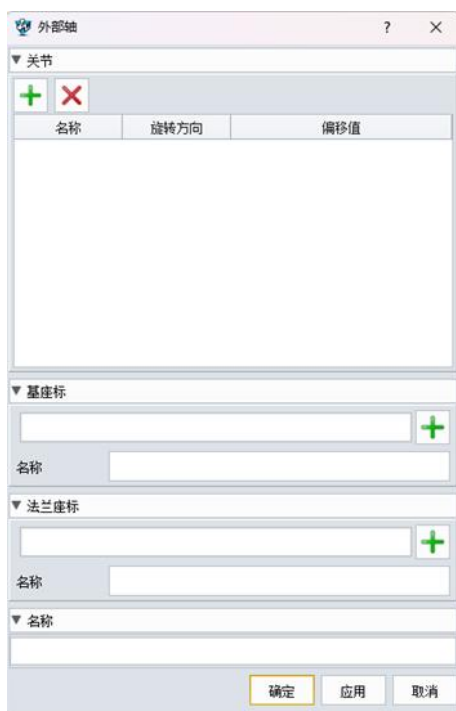 外部轴 ?
关节
名称 旋转方向 偏移值
基座标
名称
法兰座标
名称
名称
确定 应用 取消